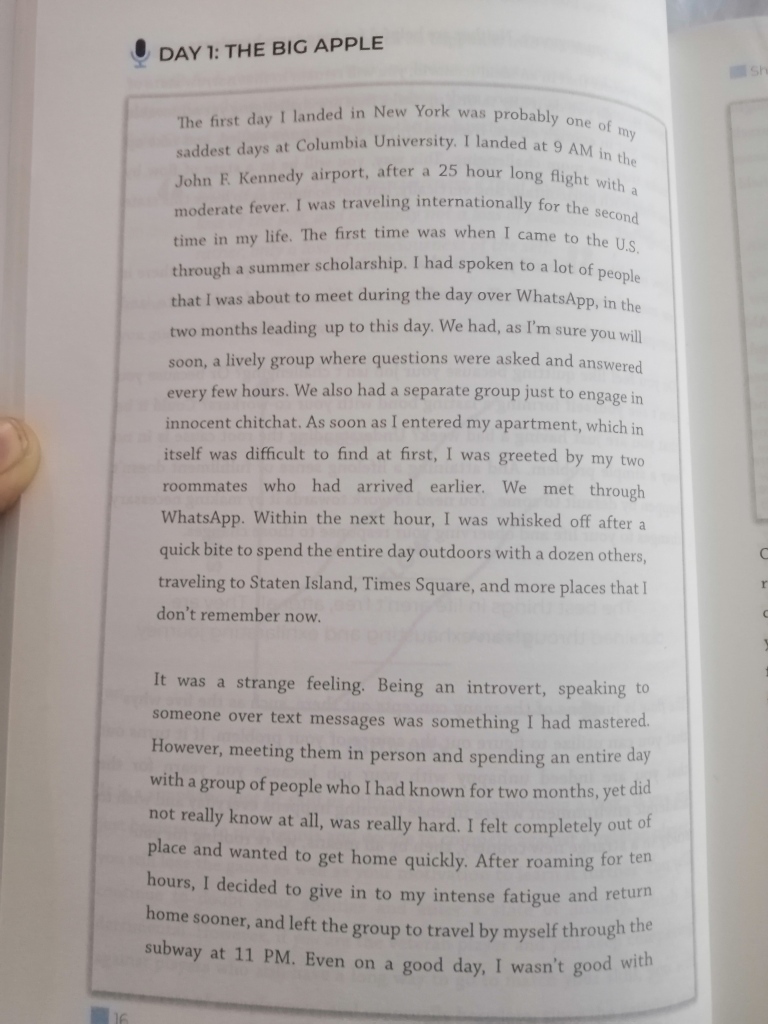 DAY 1: THE BIG APPLE
The first day I landed in New York was probably one of my
saddest days at Columbia University. I landed at 9 AM in the
John F. Kennedy airport, after a 25 hour long flight with a
moderate fever. I was traveling internationally for the second
time in my life. The first time was when I came to the U.S.
through a summer scholarship. I had spoken to a lot of people
that I was about to meet during the day over WhatsApp, in the
two months leading up to this day. We had, as I'm sure you will
soon, a lively group where questions were asked and answered
every few hours. We also had a separate group just to engage in
innocent chitchat. As soon as I entered my apartment, which in
itself was difficult to find at first, I was greeted by my two
roommates who had arrived earlier. We met through
WhatsApp. Within the next hour, I was whisked off after a
quick bite to spend the entire day outdoors with a dozen others,
traveling to Staten Island, Times Square, and more places that I
don't remember now.
It was a strange feeling. Being an introvert, speaking to
someone over text messages was something I had mastered.
However, meeting them in person and spending an entire day
with a group of people who I had known for two months, yet did
not really know at all, was really hard. I felt completely out of
place and wanted to get home quickly. After roaming for ten
hours, I decided to give in to my intense fatigue and return
home sooner, and left the group to travel by myself through the
subway at 11 PM. Even on a good day, I wasn't good with
16
Sh